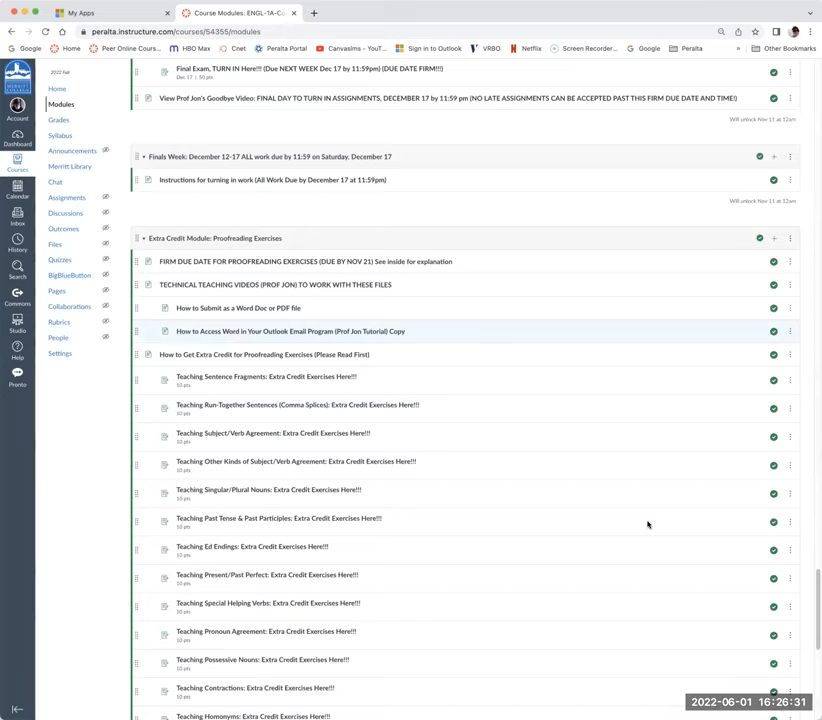 My Apps
Course Modules: ENGL-1A-C
peralta.instructure.com/courses/54355/modules
Google
Home
Peer Online Cours...
HBO Max
Cnet
Peralta Portal
CanvasIms - YouT...
Sign in to Outlook
VRBO
Netflix
Screen Recorder...
Google
Peralta
»
Other Bookmarks
MERRITT COLLEGE
Account
Dashboard
Courses
Calendar
Inbox
History
Search
Commons
Studio
Help
Pronto
2022 Fall
Home
Modules
Grades
Syllabus
Announcements
Merritt Library
Chat
Assignments
Discussions
Outcomes
Files
Quizzes
BigBlueButton
Pages
Collaborations
Rubrics
People
Settings
Final Exam, TURN IN Here!!! (Due NEXT WEEK Dec 17 by 11:59pm) (DUE DATE FIRM!!!)
Dec 17 | 50 pts
View Prof Jon's Goodbye Video: FINAL DAY TO TURN IN ASSIGNMENTS, DECEMBER 17 by 11:59 pm (NO LATE ASSIGNMENTS CAN BE ACCEPTED PAST THIS FIRM DUE DATE AND TIME!)
Will unlock Nov 11 at 12am
Finals Week: December 12-17 ALL work due by 11:59 on Saturday, December 17
Instructions for turning in work (All Work Due by December 17 at 11:59pm)
Will unlock Nov 11 at 12am
Extra Credit Module: Proofreading Exercises
FIRM DUE DATE FOR PROOFREADING EXERCISES (DUE BY NOV 21) See inside for explanation
TECHNICAL TEACHING VIDEOS (PROF JON) TO WORK WITH THESE FILES
How to Submit as a Word Doc or PDF file
How to Access Word in Your Outlook Email Program (Prof Jon Tutorial) Copy
How to Get Extra Credit for Proofreading Exercises (Please Read First)
Teaching Sentence Fragments: Extra Credit Exercises Here!!!
10 pts
Teaching Run-Together Sentences (Comma Splices): Extra Credit Exercises Here!!!
10 pts
Teaching Subject/Verb Agreement: Extra Credit Exercises Here!!!
10 pts
Teaching Other Kinds of Subject/Verb Agreement: Extra Credit Exercises Here!!!
10 pts
Teaching Singular/Plural Nouns: Extra Credit Exercises Here!!!
10 pts
Teaching Past Tense & Past Participles: Extra Credit Exercises Here!!!
10 pts
Teaching Ed Endings: Extra Credit Exercises Here!!!
10 pts
Teaching Present/Past Perfect: Extra Credit Exercises Here!!!
10 pts
Teaching Special Helping Verbs: Extra Credit Exercises Here!!!
10 pts
Teaching Pronoun Agreement: Extra Credit Exercises Here!!!
10 pts
Teaching Possessive Nouns: Extra Credit Exercises Here!!!
10 pts
Teaching Contractions: Extra Credit Exercises Here!!!
10 pts
Teaching Homonyms: Extra Credit Exercises Here!!!
2022-06-01 16:26:31